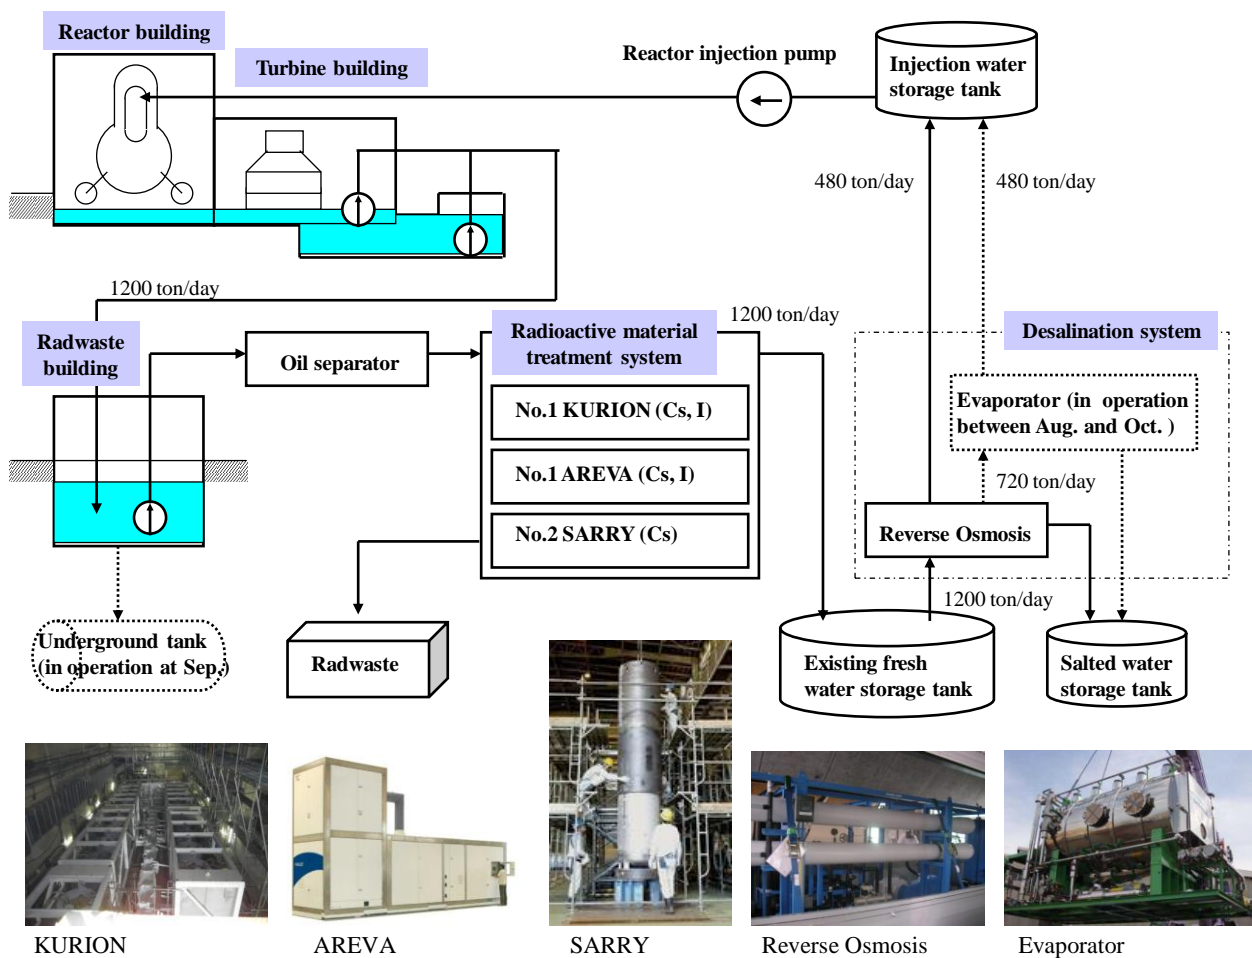 Reactor building
Turbine building
Reactor injection pump
Injection water
storage tank
480 ton/day
480 ton/day
1200 ton/day
Radwaste
building
Oil separator
Radioactive material
treatment system
1200 ton/day
No.1 KURION (Cs, I)
No.1 AREVA (Cs, I)
No.2 SARRY (Cs)
Desalination system
Evaporator (in operation
between Aug. and Oct. )
720 ton/day
Reverse Osmosis
1200 ton/day
Underground tank
(in operation at Sep.)
Radwaste
Existing fresh
water storage tank
Salted water
storage tank
KURION
AREVA
SARRY
Reverse Osmosis
Evaporator